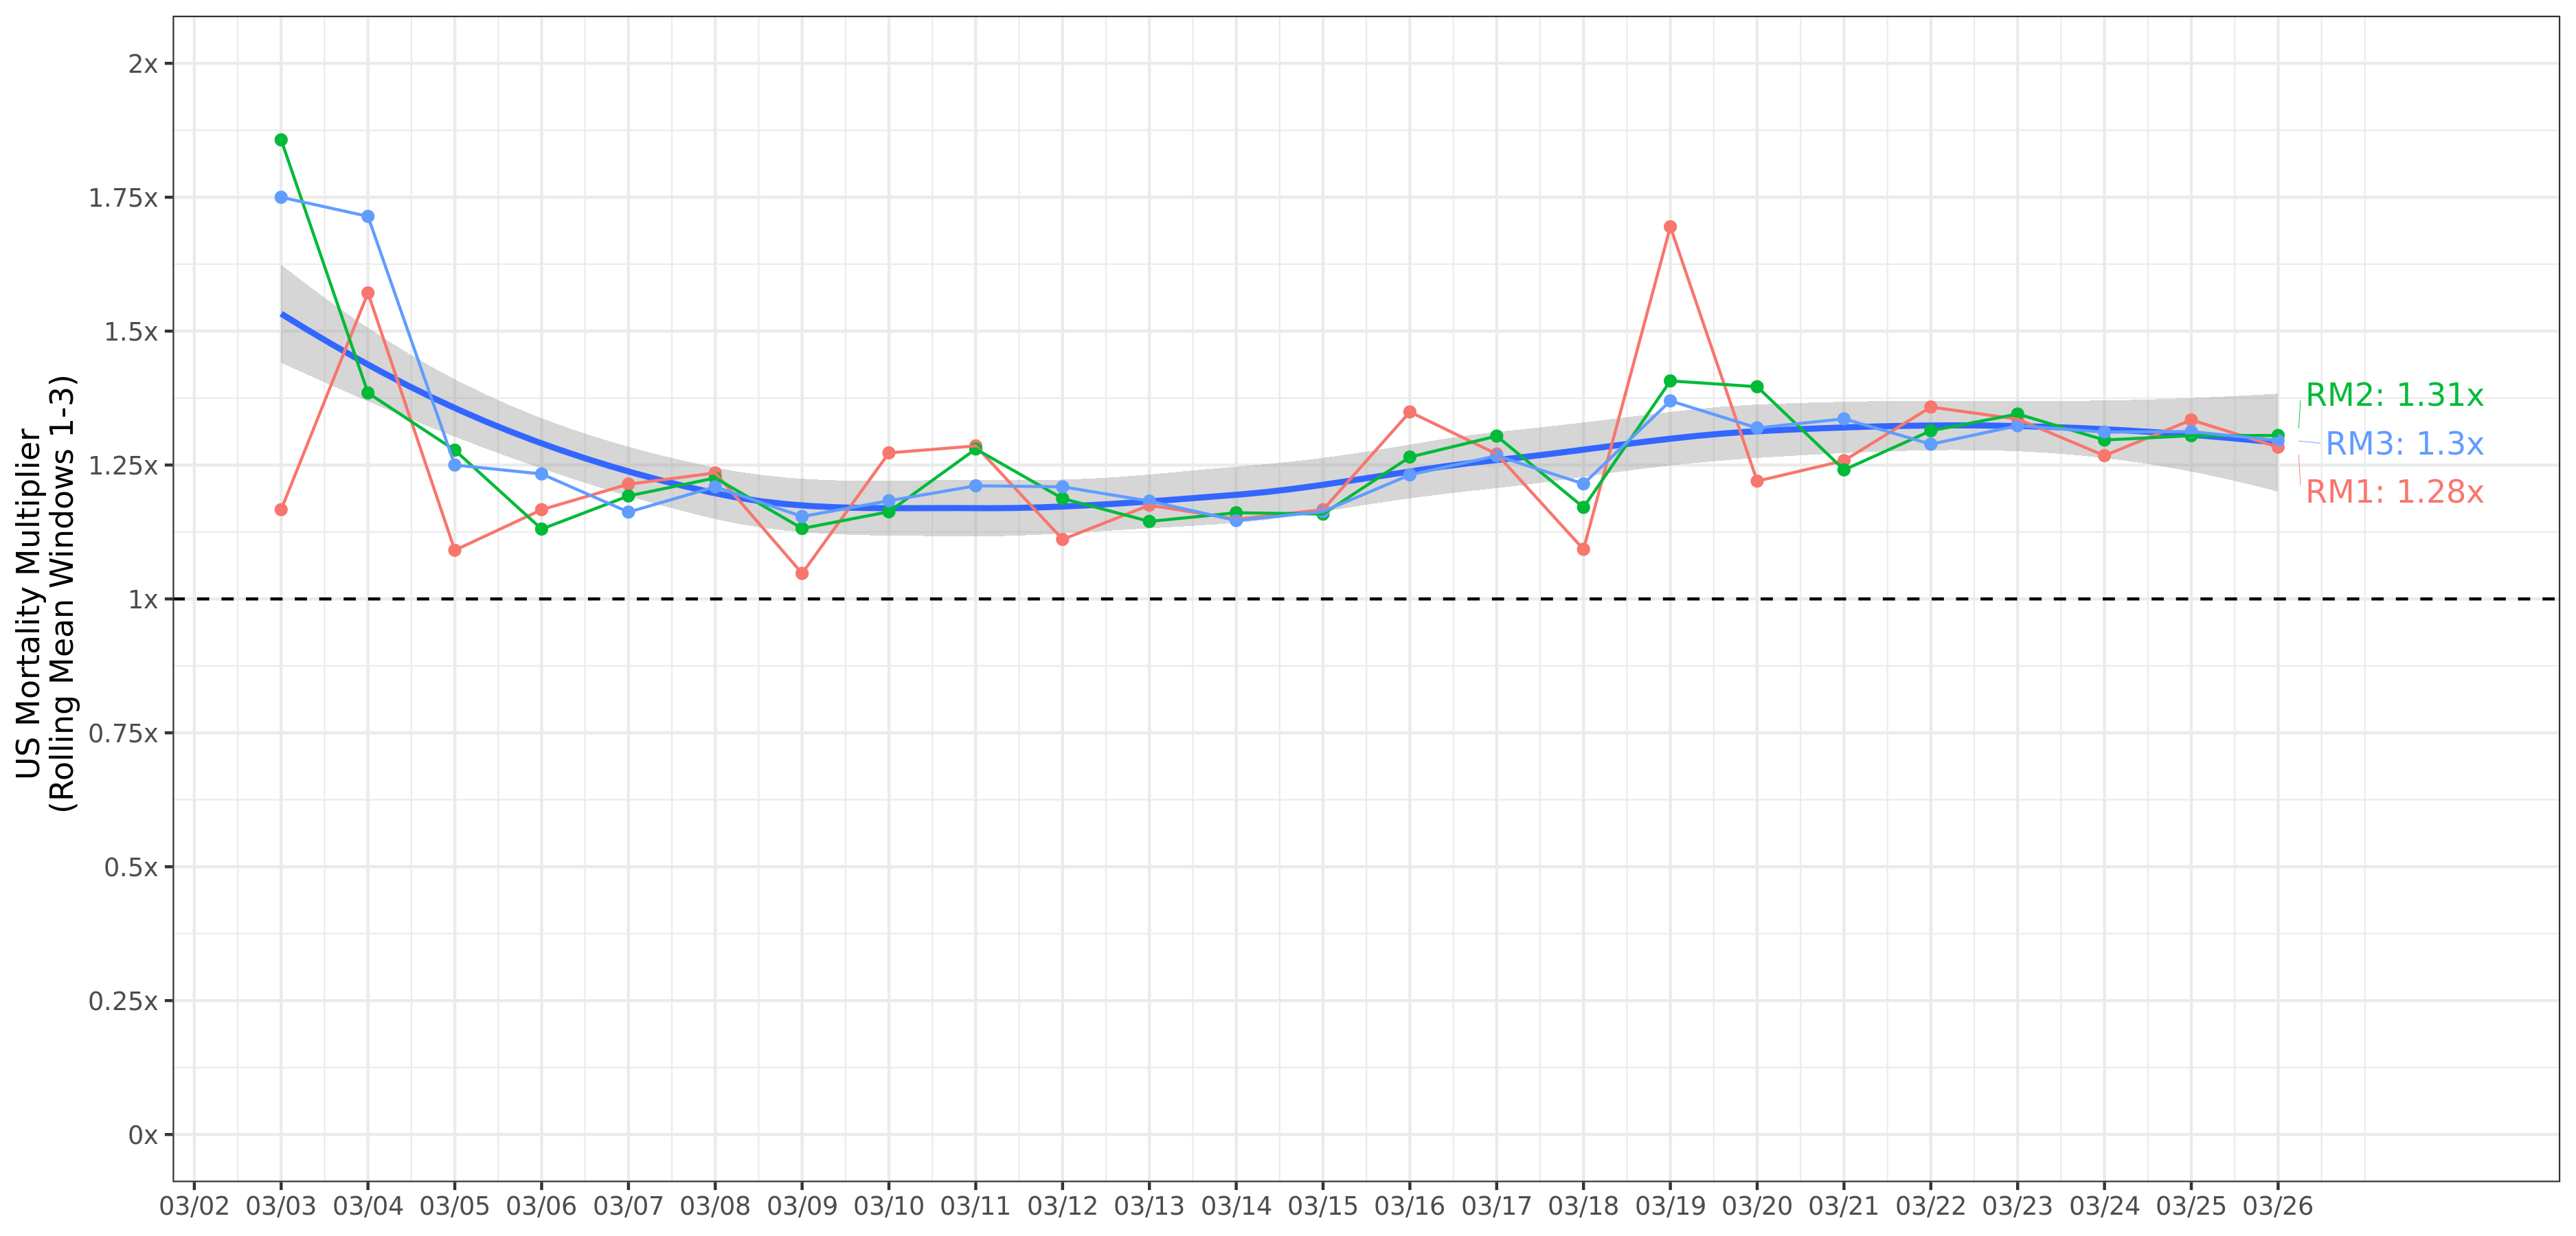 US Mortality Multiplier
(Rolling Mean Windows 1-3)
2x
1.75x
1.5x
1.25x
1x
0.75x
0.5x
0.25x
0x
RM2: 1.31x
RM3: 1.3x
RM1: 1.28x
03/02 03/03 03/04 03/05 03/06 03/07 03/08 03/09 03/10 03/11 03/12 03/13 03/14 03/15 03/16 03/17 03/18 03/19 03/20 03/21 03/22 03/23 03/24 03/25 03/26